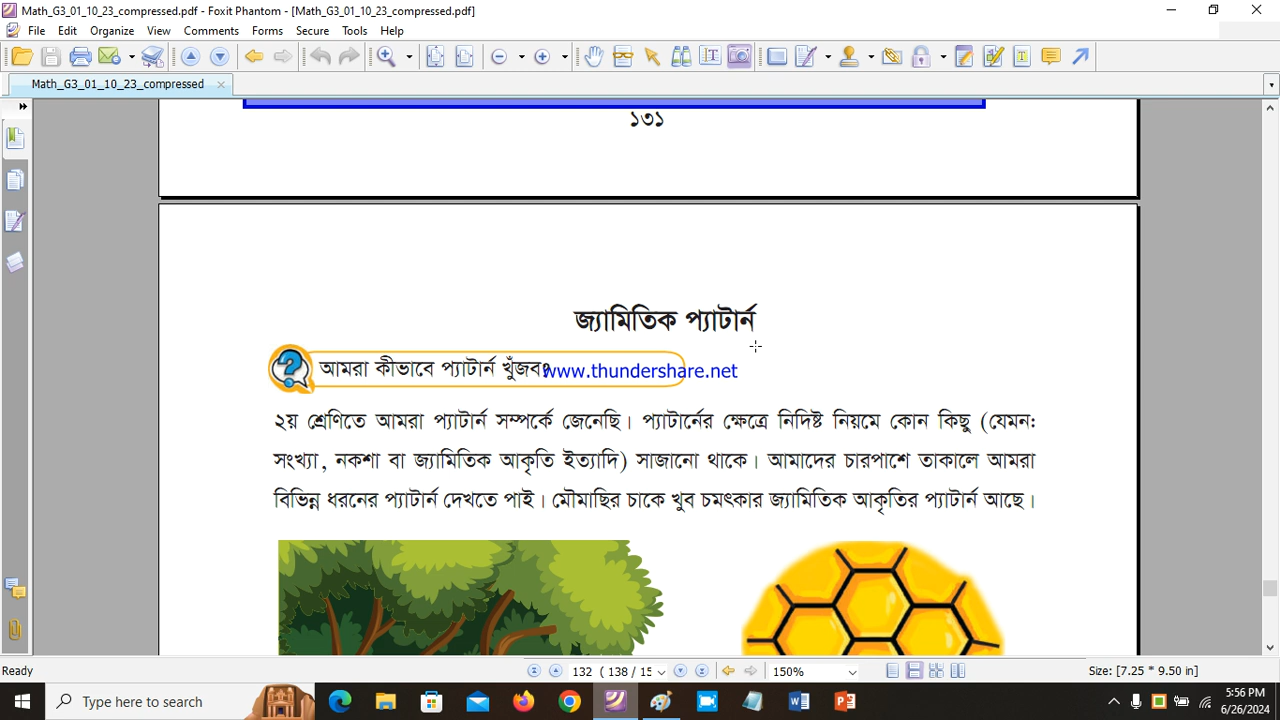 Math_G3_01_10_23_compressed.pdf - Foxit Phantom - [Math_G3_01_10_23_compressed.pdf]
File Edit Organize View Comments Forms Secure Tools Help
Math_G3_01_10_23_compressed
১৩১
জ্যামিতিক প্যাটার্ন
? আমরা কীভাবে প্যাটার্ন খুঁজব?
www.thundershare.net
২য় শ্রেণিতে আমরা প্যাটার্ন সম্পর্কে জেনেছি। প্যাটার্নের ক্ষেত্রে নিদিষ্ট নিয়মে কোন কিছু (যেমন:
সংখ্যা, নকশা বা জ্যামিতিক আকৃতি ইত্যাদি) সাজানো থাকে। আমাদের চারপাশে তাকালে আমরা
বিভিন্ন ধরনের প্যাটার্ন দেখতে পাই। মৌমাছির চাকে খুব চমৎকার জ্যামিতিক আকৃতির প্যাটার্ন আছে।
Ready 132 ( 138 / 15 150% Size: [7.25 * 9.50 in]
Type here to search
5:56 PM
6/26/2024